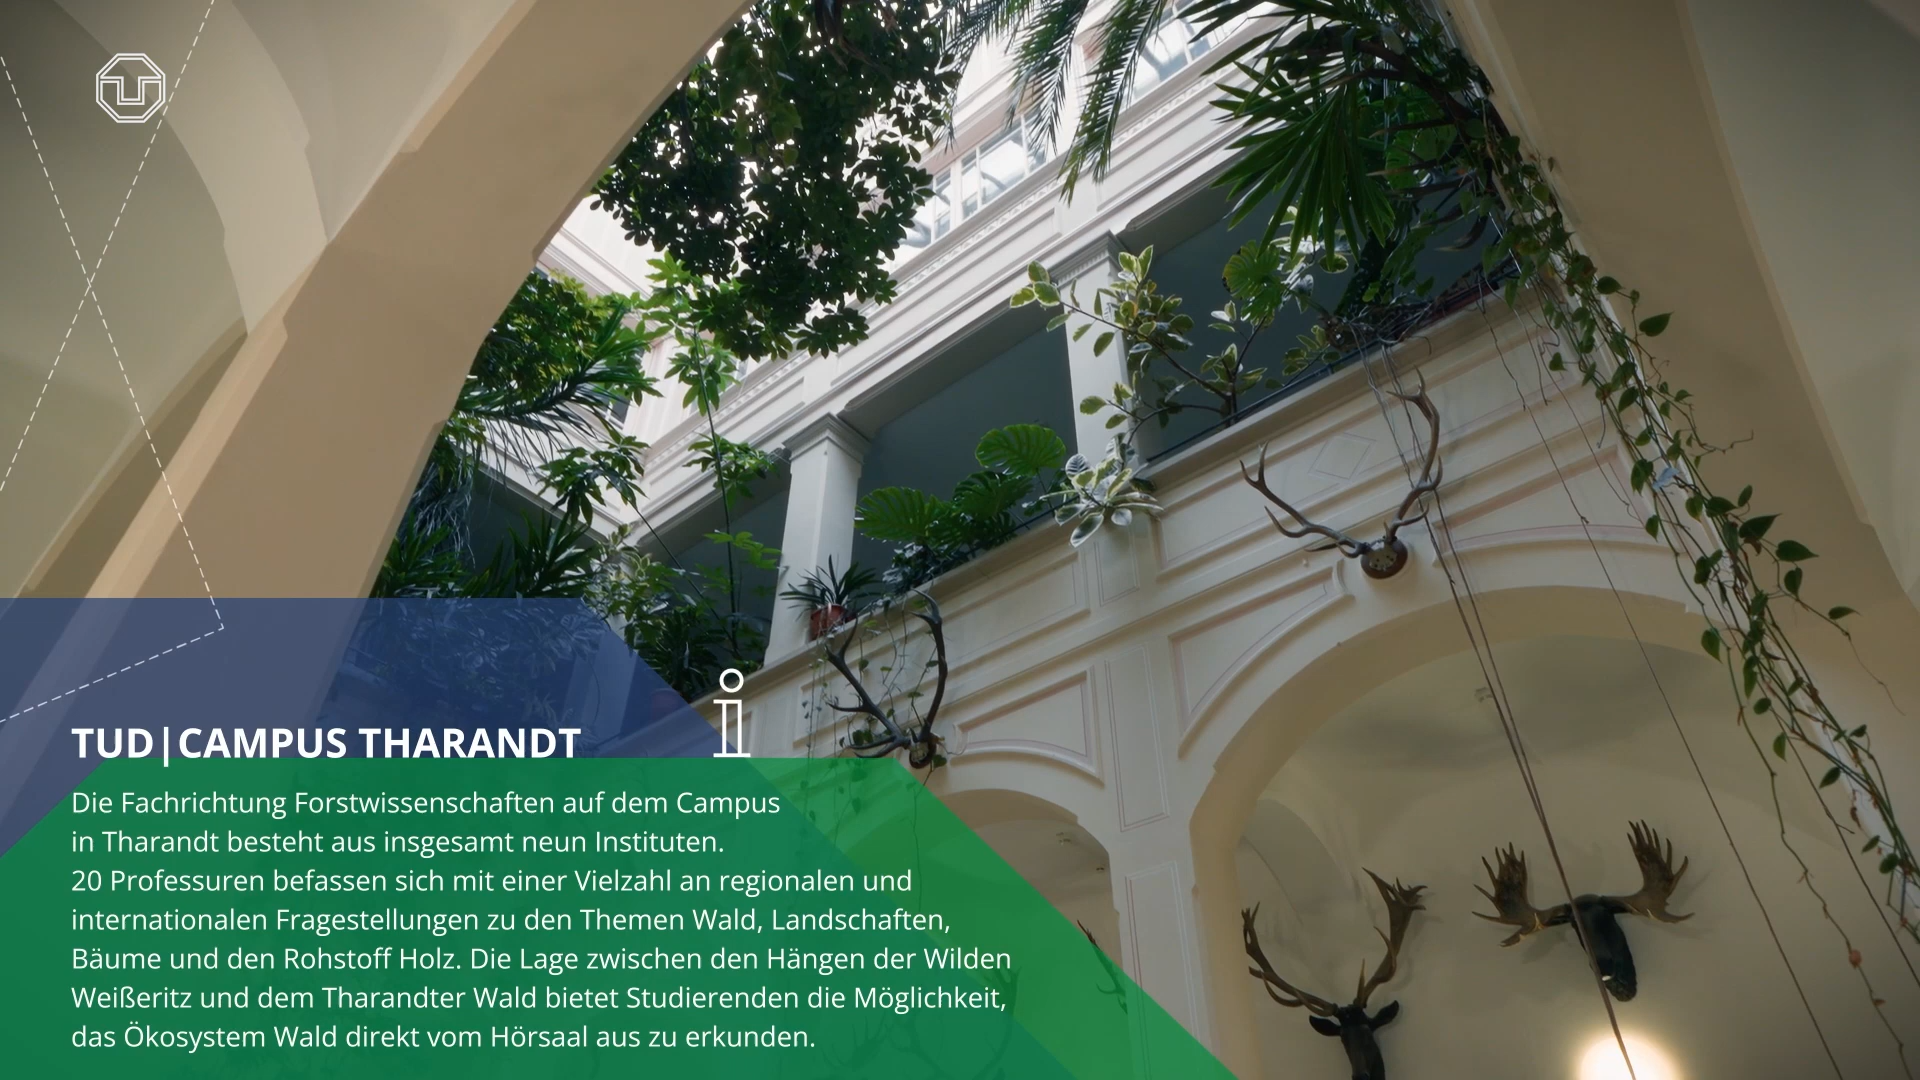 TUD|CAMPUS THARANDT
Die Fachrichtung Forstwissenschaften auf dem Campus
in Tharandt besteht aus insgesamt neun Instituten.
20 Professuren befassen sich mit einer Vielzahl an regionalen und
internationalen Fragestellungen zu den Themen Wald, Landschaften,
Bäume und den Rohstoff Holz. Die Lage zwischen den Hängen der Wilden
Weißeritz und dem Tharandter Wald bietet Studierenden die Möglichkeit,
das Ökosystem Wald direkt vom Hörsaal aus zu erkunden.